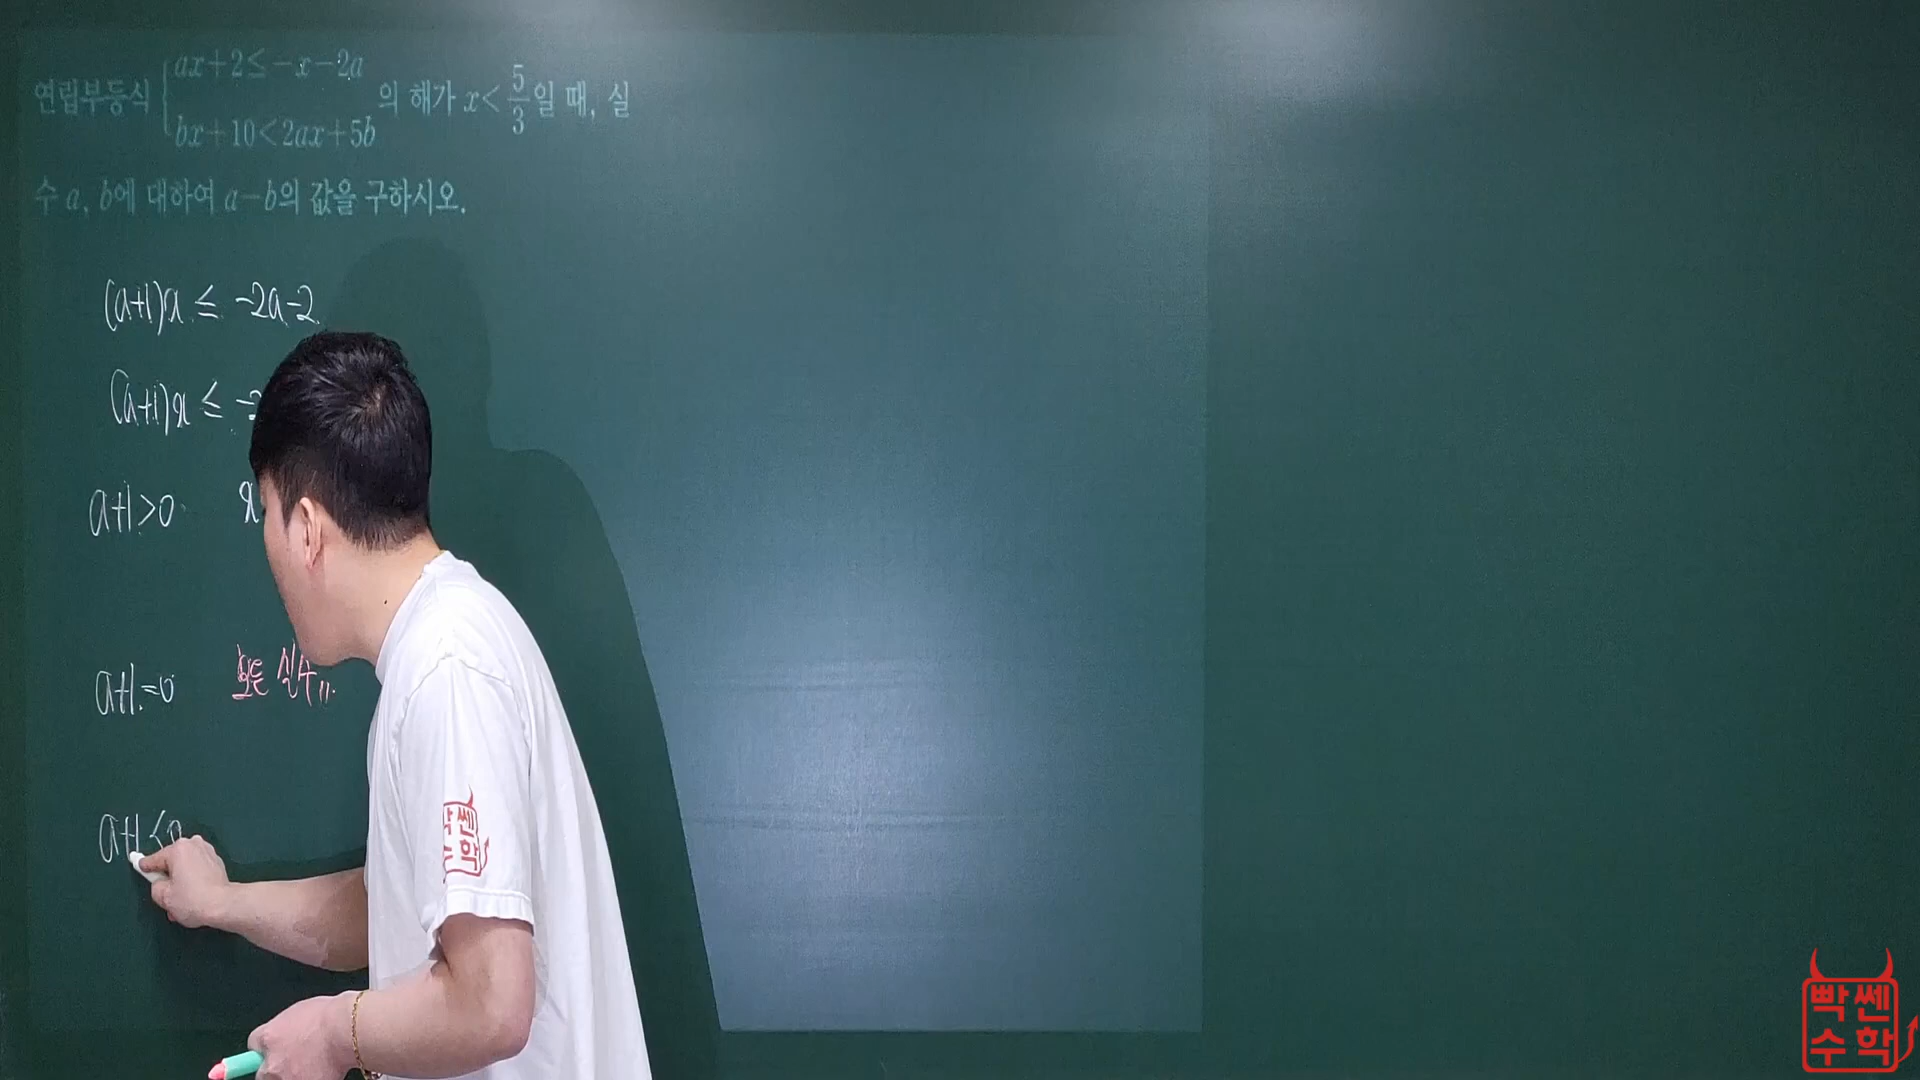 연립부등식 { ax+2≤-x-2a
bx+10<2ax+5b 의 해가 x<5/3일 때, 실
수 a, b에 대하여 a-b의 값을 구하시오.
(a+1)x ≤ -2a-2
(a+1)x ≤ -2
a+1>0 x
a+1=0 모든 실수
a+1<0
빡쎈
수학